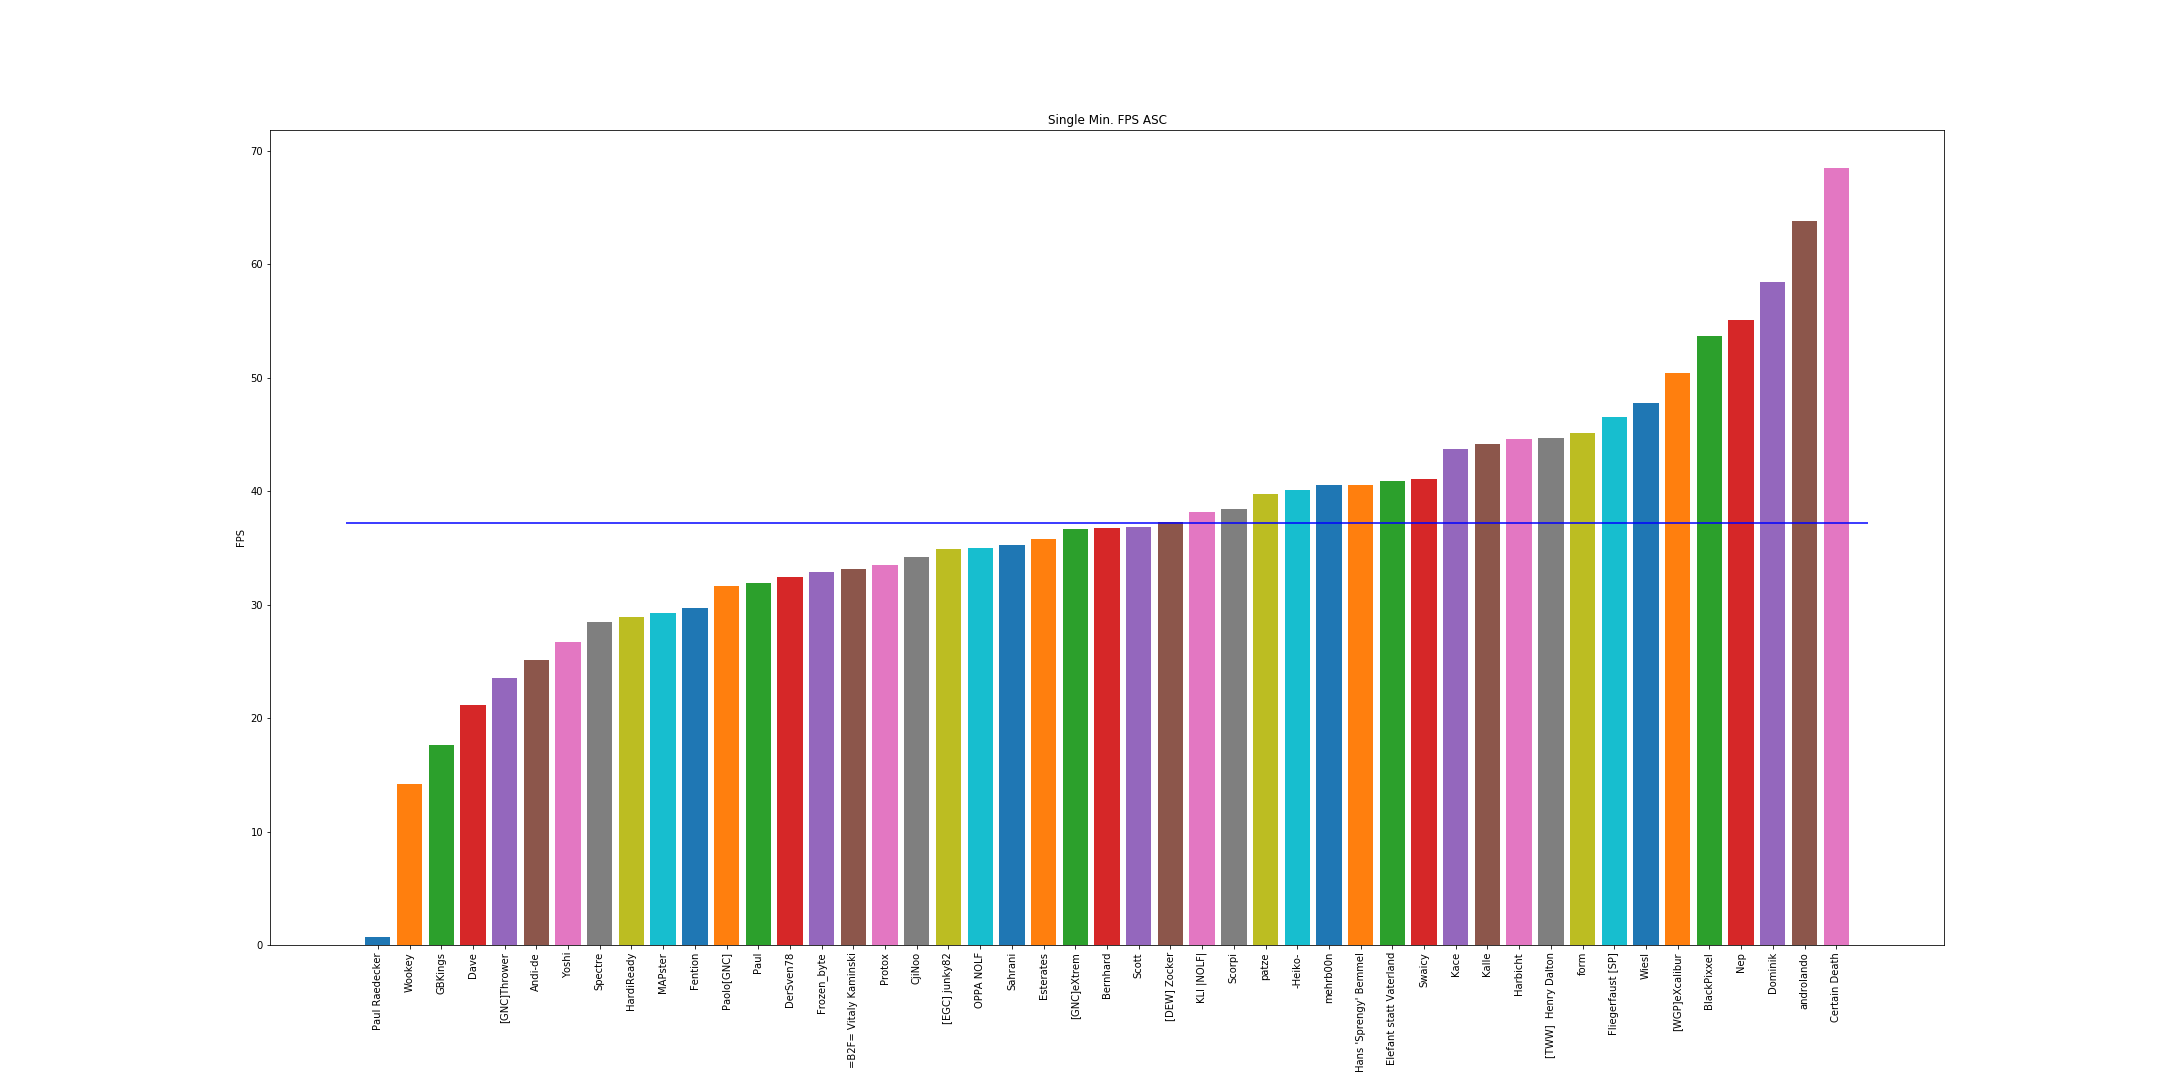 Single Min. FPS ASC
70
60
50
40
30
20
10
0
FPS
Paul Raedecker
Wookey
GBKings
Dave
[GNC]Thrower
Andi-de
Yoshi
Spectre
HardiReady
MAPster
Fention
Paolo[GNC]
Paul
DerSven78
Frozen_byte
=B2F= Vitaly Kaminski
Protox
CjiNoo
[EGC] junky82
OPPA NOLF
Sahrani
Esterates
[GNC]eXtrem
Bernhard
Scott
[DEW] Zocker
KLI |NOLF|
Scorpi
patze
-Heiko-
mehrb00n
Hans 'Sprengy' Bemmel
Elefant statt Vaterland
Swaicy
Kace
Kalle
Harbicht
[TWW]  Henry Dalton
form
Fliegerfaust [SP]
Wiesl
[WGP]eXcalibur
BlackPixxel
Nep
Dominik
androlando
Certain Death